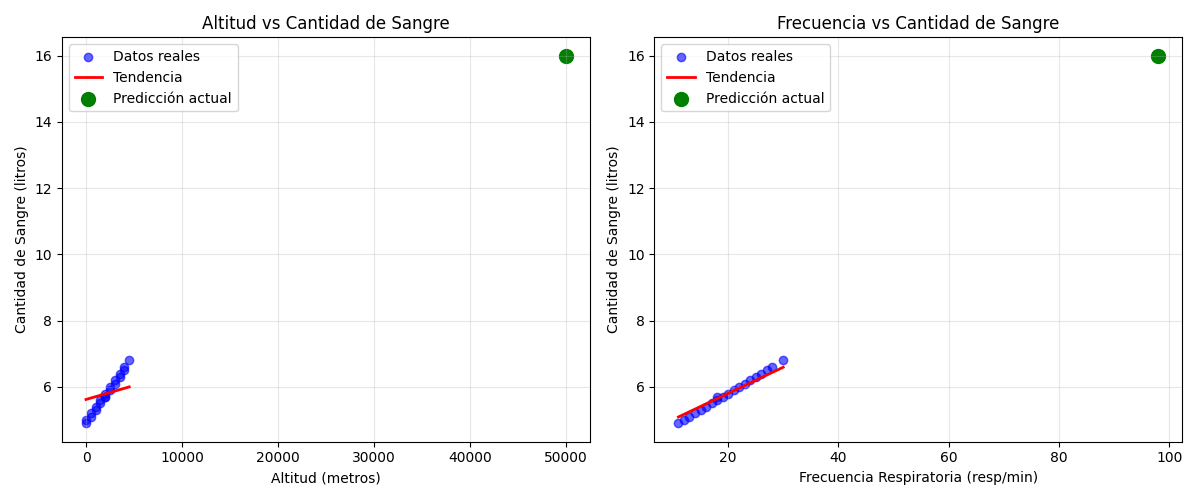 Altitud vs Cantidad de Sangre
Datos reales
Tendencia
Predicción actual
Cantidad de Sangre (litros)
16
14
12
10
8
6
0
10000
20000
30000
40000
50000
Altitud (metros)
Frecuencia vs Cantidad de Sangre
Datos reales
Tendencia
Predicción actual
Cantidad de Sangre (litros)
16
14
12
10
8
6
20
40
60
80
100
Frecuencia Respiratoria (resp/min)